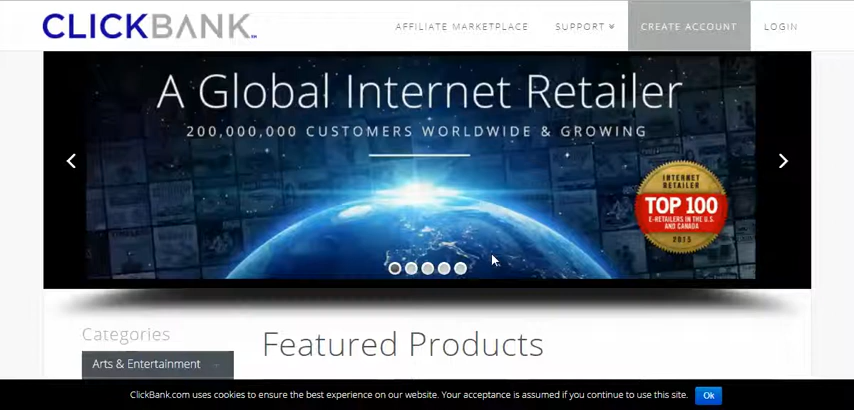 CLICKBANK
AFFILIATE MARKETPLACE
SUPPORT
CREATE ACCOUNT
LOGIN
A Global Internet Retailer
200,000,000 CUSTOMERS WORLDWIDE & GROWING
INTERNET
RETAILER
TOP 100
E-RETAILERS IN THE U.S.
AND CANADA
2015
Categories
Featured Products
Arts & Entertainment
ClickBank.com uses cookies to ensure the best experience on our website. Your acceptance is assumed if you continue to use this site.
Ok